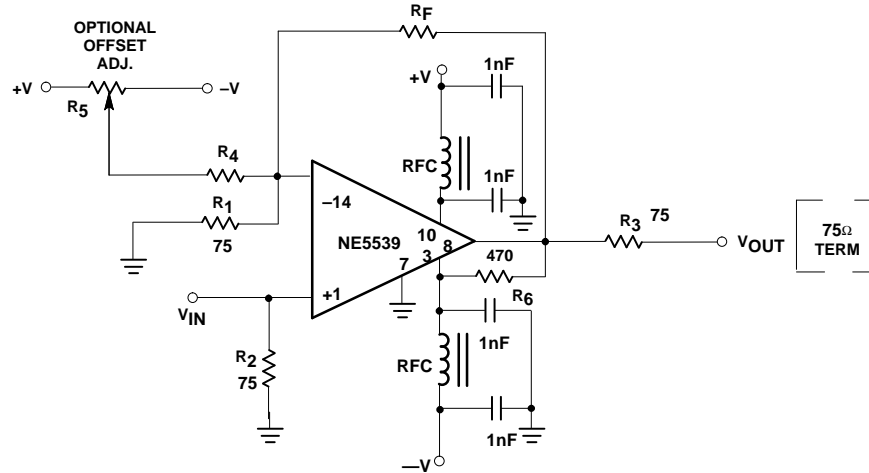 OPTIONAL
OFFSET
ADJ.
+V
–V
R5
RF
+V
1nF
RFC
1nF
R4
R1
75
–14
NE5539
10
8
3
7
+1
470
R6
R3
75
VOUT
75Ω
TERM
VIN
R2
75
1nF
RFC
1nF
—V